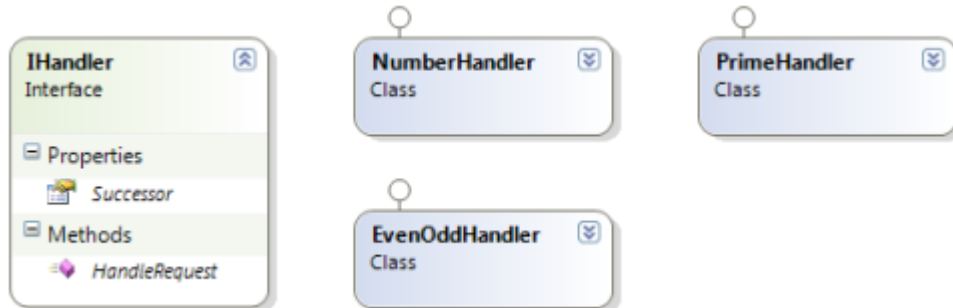 IHandler
Interface
Properties
Successor
Methods
HandleRequest
NumberHandler
Class
EvenOddHandler
Class
PrimeHandler
Class